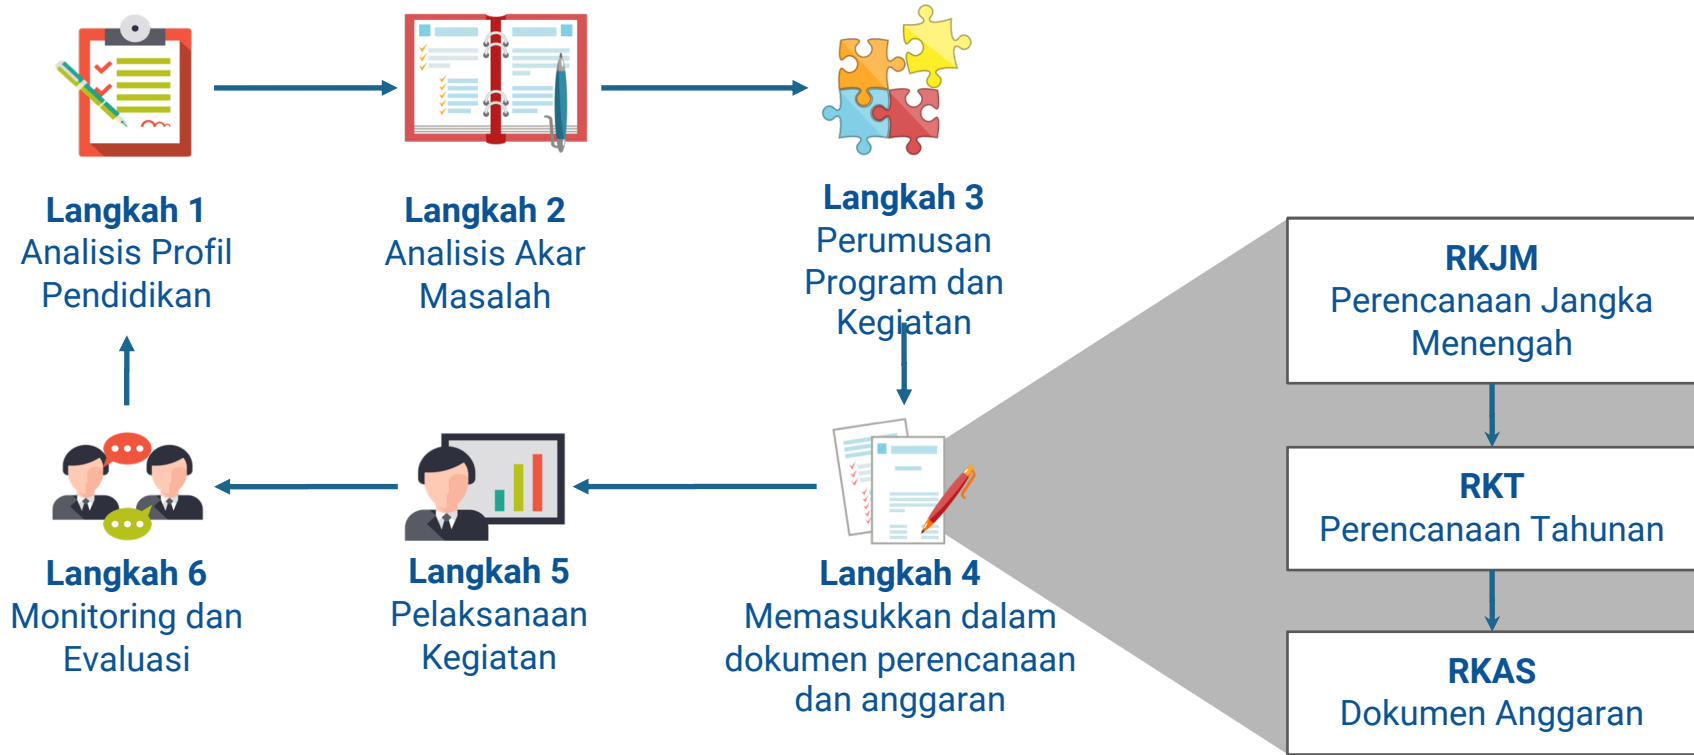 Langkah 1
Analisis Profil
Pendidikan
Langkah 2
Analisis Akar
Masalah
Langkah 3
Perumusan
Program dan
Kegiatan
Langkah 4
Memasukkan dalam
dokumen perencanaan
dan anggaran
Langkah 5
Pelaksanaan
Kegiatan
Langkah 6
Monitoring dan
Evaluasi
RKJM
Perencanaan Jangka
Menengah
RKT
Perencanaan Tahunan
RKAS
Dokumen Anggaran